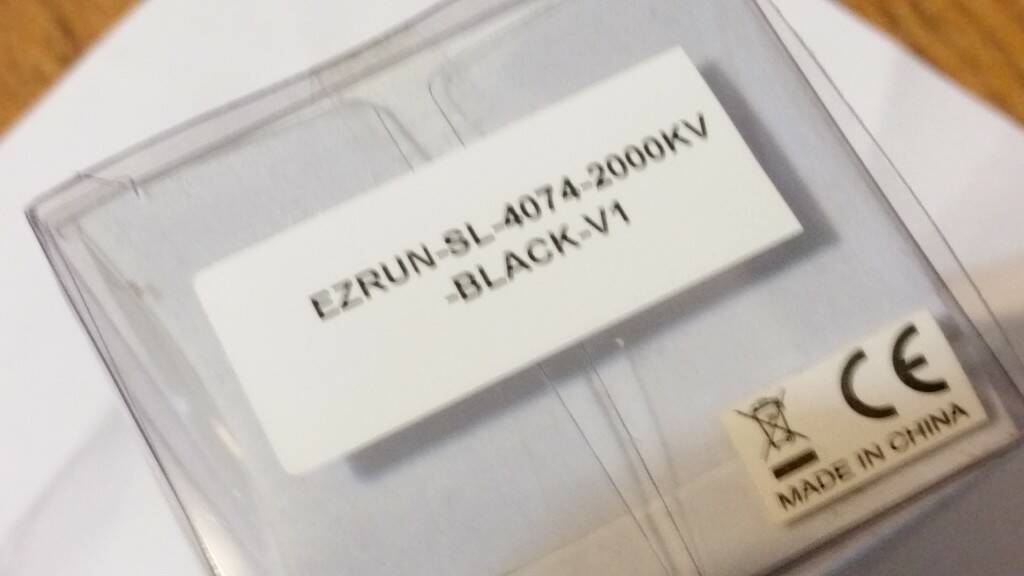 EZRUN-SL-4074-2000KV
-BLACK-V1
CE
MADE IN CHINA